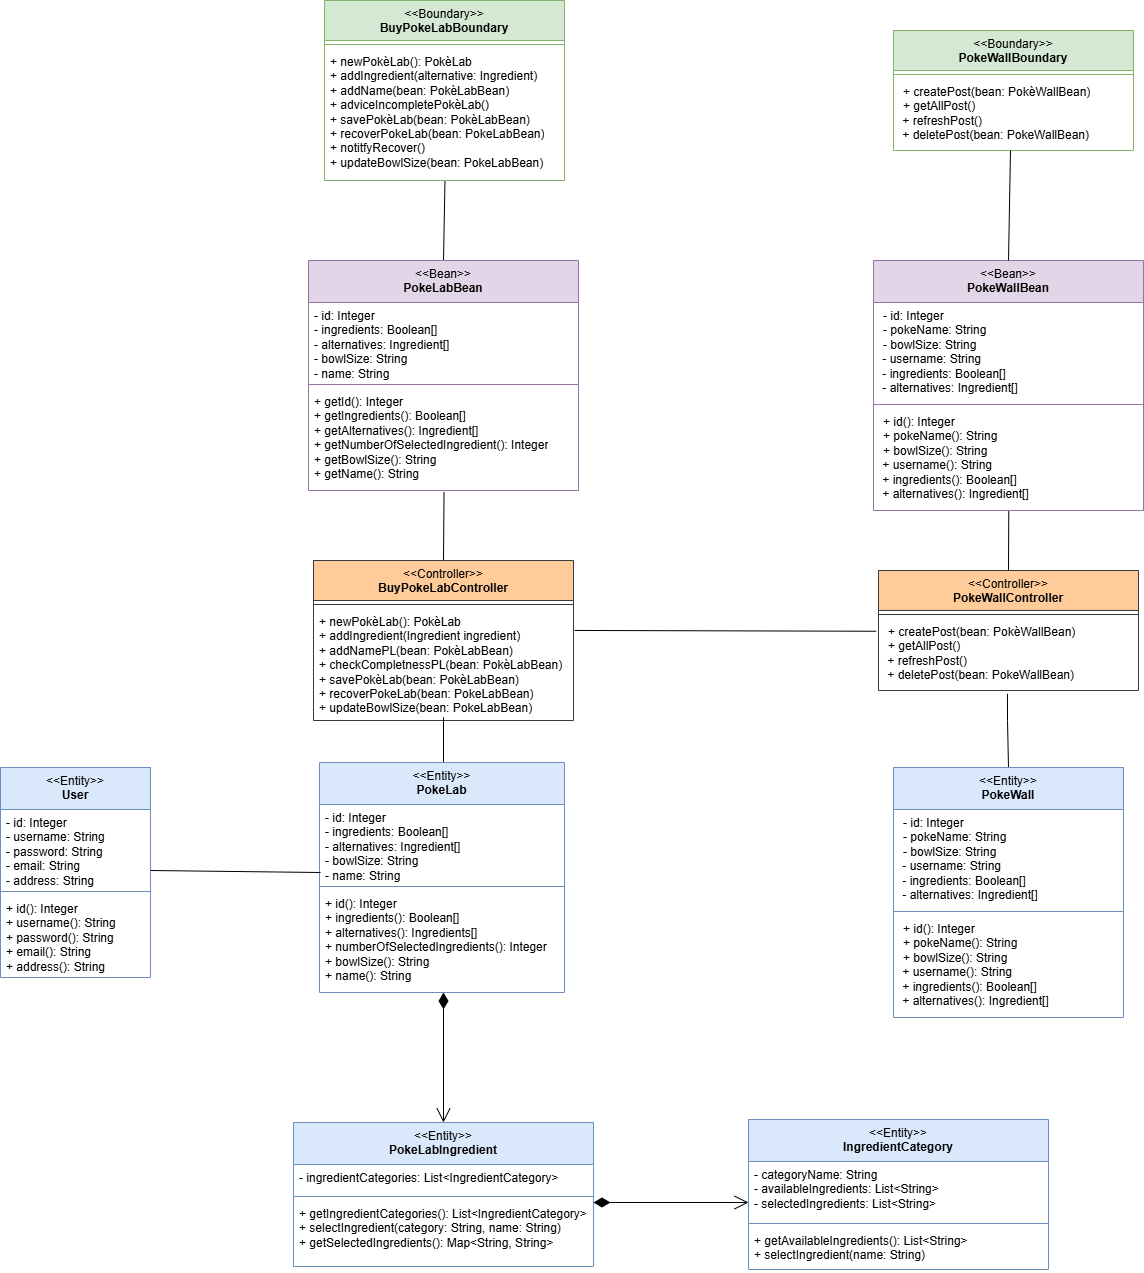 <<Boundary>>
BuyPokeLabBoundary
+ newPokèLab(): PokèLab
+ addIngredient(alternative: Ingredient)
+ addName(bean: PokèLabBean)
+ adviceIncompletePokèLab()
+ savePokèLab(bean: PokèLabBean)
+ recoverPokeLab(bean: PokeLabBean)
+ notitfyRecover()
+ updateBowlSize(bean: PokeLabBean)
<<Boundary>>
PokeWallBoundary
+ createPost(bean: PokèWallBean)
+ getAllPost()
+ refreshPost()
+ deletePost(bean: PokeWallBean)
<<Bean>>
PokeLabBean
- id: Integer
- ingredients: Boolean[]
- alternatives: Ingredient[]
- bowlSize: String
- name: String
+ getId(): Integer
+ getIngredients(): Boolean[]
+ getAlternatives(): Ingredient[]
+ getNumberOfSelectedIngredient(): Integer
+ getBowlSize(): String
+ getName(): String
<<Bean>>
PokeWallBean
- id: Integer
- pokeName: String
- bowlSize: String
- username: String
- ingredients: Boolean[]
- alternatives: Ingredient[]
+ id(): Integer
+ pokeName(): String
+ bowlSize(): String
+ username(): String
+ ingredients(): Boolean[]
+ alternatives(): Ingredient[]
<<Controller>>
BuyPokeLabController
+ newPokèLab(): PokèLab
+ addIngredient(Ingredient ingredient)
+ addNamePL(bean: PokèLabBean)
+ checkCompletnessPL(bean: PokèLabBean)
+ savePokèLab(bean: PokèLabBean)
+ recoverPokeLab(bean: PokeLabBean)
+ updateBowlSize(bean: PokeLabBean)
<<Controller>>
PokeWallController
+ createPost(bean: PokèWallBean)
+ getAllPost()
+ refreshPost()
+ deletePost(bean: PokeWallBean)
<<Entity>>
User
- id: Integer
- username: String
- password: String
- email: String
- address: String
+ id(): Integer
+ username(): String
+ password(): String
+ email(): String
+ address(): String
<<Entity>>
PokeLab
- id: Integer
- ingredients: Boolean[]
- alternatives: Ingredient[]
- bowlSize: String
- name: String
+ id(): Integer
+ ingredients(): Boolean[]
+ alternatives(): Ingredients[]
+ numberOfSelectedIngredients(): Integer
+ bowlSize(): String
+ name(): String
<<Entity>>
PokeWall
- id: Integer
- pokeName: String
- bowlSize: String
- username: String
- ingredients: Boolean[]
- alternatives: Ingredient[]
+ id(): Integer
+ pokeName(): String
+ bowlSize(): String
+ username(): String
+ ingredients(): Boolean[]
+ alternatives(): Ingredient[]
<<Entity>>
PokeLabIngredient
- ingredientCategories: List<IngredientCategory>
+ getIngredientCategories(): List<IngredientCategory>
+ selectIngredient(category: String, name: String)
+ getSelectedIngredients(): Map<String, String>
<<Entity>>
IngredientCategory
- categoryName: String
- availableIngredients: List<String>
- selectedIngredients: List<String>
+ getAvailableIngredients(): List<String>
+ selectIngredient(name: String)